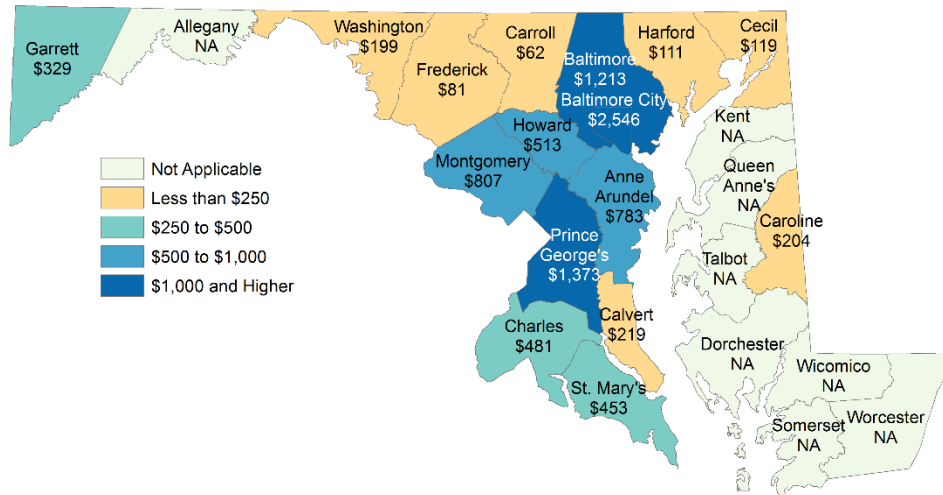 Garrett
$329
Allegany
NA
Washington
$199
Frederick
$81
Carroll
$62
Baltimore
$1,213
Baltimore City
$2,546
Harford
$111
Cecil
$119
Howard
$513
Montgomery
$807
Anne
Arundel
$783
Prince
George's
$1,373
Calvert
$219
Charles
$481
St. Mary's
$453
Kent
NA
Queen
Anne's
NA
Caroline
$204
Talbot
NA
Dorchester
NA
Wicomico
NA
Somerset
NA
Worcester
NA
Not Applicable
Less than $250
$250 to $500
$500 to $1,000
$1,000 and Higher